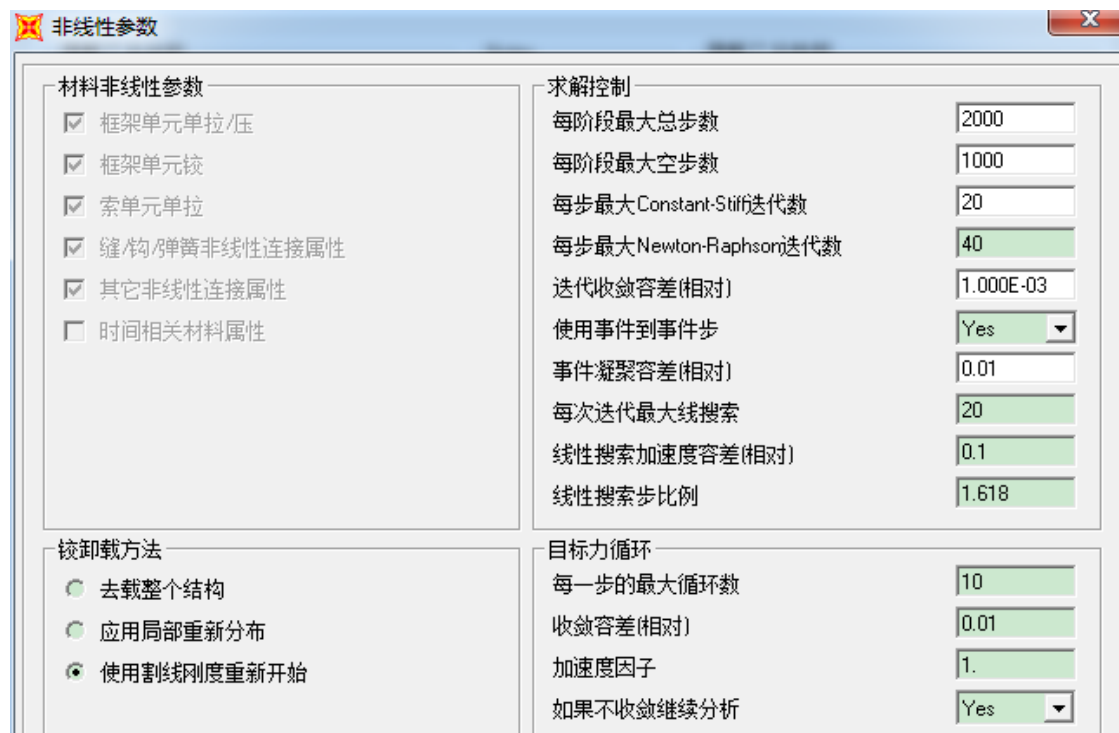 非线性参数
材料非线性参数
框架单元单拉/压
框架单元铰
索单元单拉
缝/钩/弹簧非线性连接属性
其它非线性连接属性
时间相关材料属性
求解控制
每阶段最大总步数 2000
每阶段最大空步数 1000
每步最大Constant-Stiff迭代数 20
每步最大Newton-Raphson迭代数 40
迭代收敛容差(相对) 1.000E-03
使用事件到事件步 Yes
事件凝聚容差(相对) 0.01
每次迭代最大线搜索 20
线性搜索加速度容差(相对) 0.1
线性搜索步比例 1.618
铰卸载方法
去载整个结构
应用局部重新分布
使用割线刚度重新开始
目标力循环
每一步的最大循环数 10
收敛容差(相对) 0.01
加速度因子 1.
如果不收敛继续分析 Yes